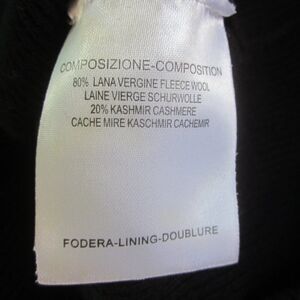 COMPOSIZIONE-COMPOSITION
80% LANA VERGINE FLEECE WOOL
LAINE VIERGE SCHURWOLLE
20% KASHMIR CASHMERE
CACHE MIRE KASCHMIR CACHEMIR
FODERA-LINING-DOUBLURE